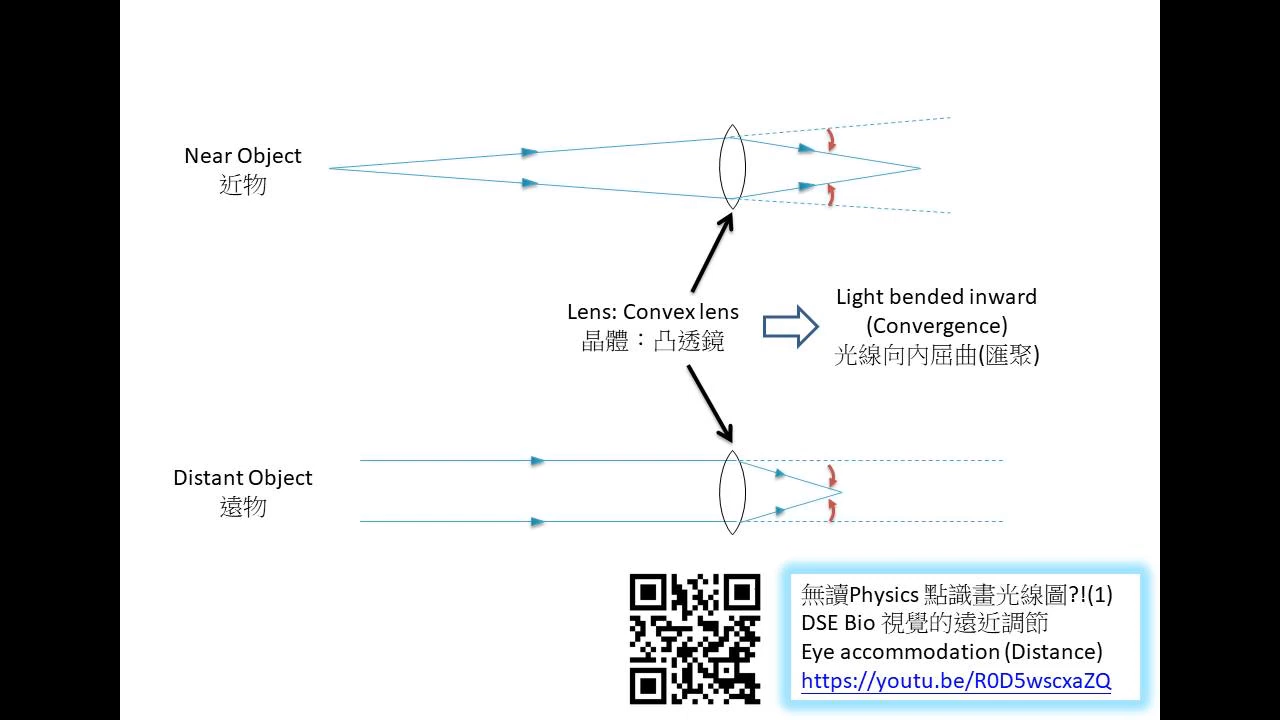 Near Object
近物
Lens: Convex lens
晶體：凸透鏡
Light bended inward
(Convergence)
光線向內屈曲(匯聚)
Distant Object
遠物
無讀Physics 點識畫光線圖?!(1)
DSE Bio 視覺的遠近調節
Eye accommodation (Distance)
https://youtu.be/R0D5wscxaZQ